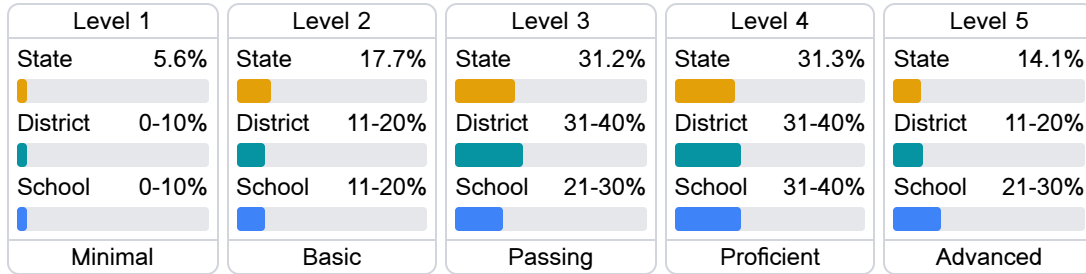 Level 1
State 5.6%
District 0-10%
School 0-10%
Minimal
Level 2
State 17.7%
District 11-20%
School 11-20%
Basic
Level 3
State 31.2%
District 31-40%
School 21-30%
Passing
Level 4
State 31.3%
District 31-40%
School 31-40%
Proficient
Level 5
State 14.1%
District 11-20%
School 21-30%
Advanced